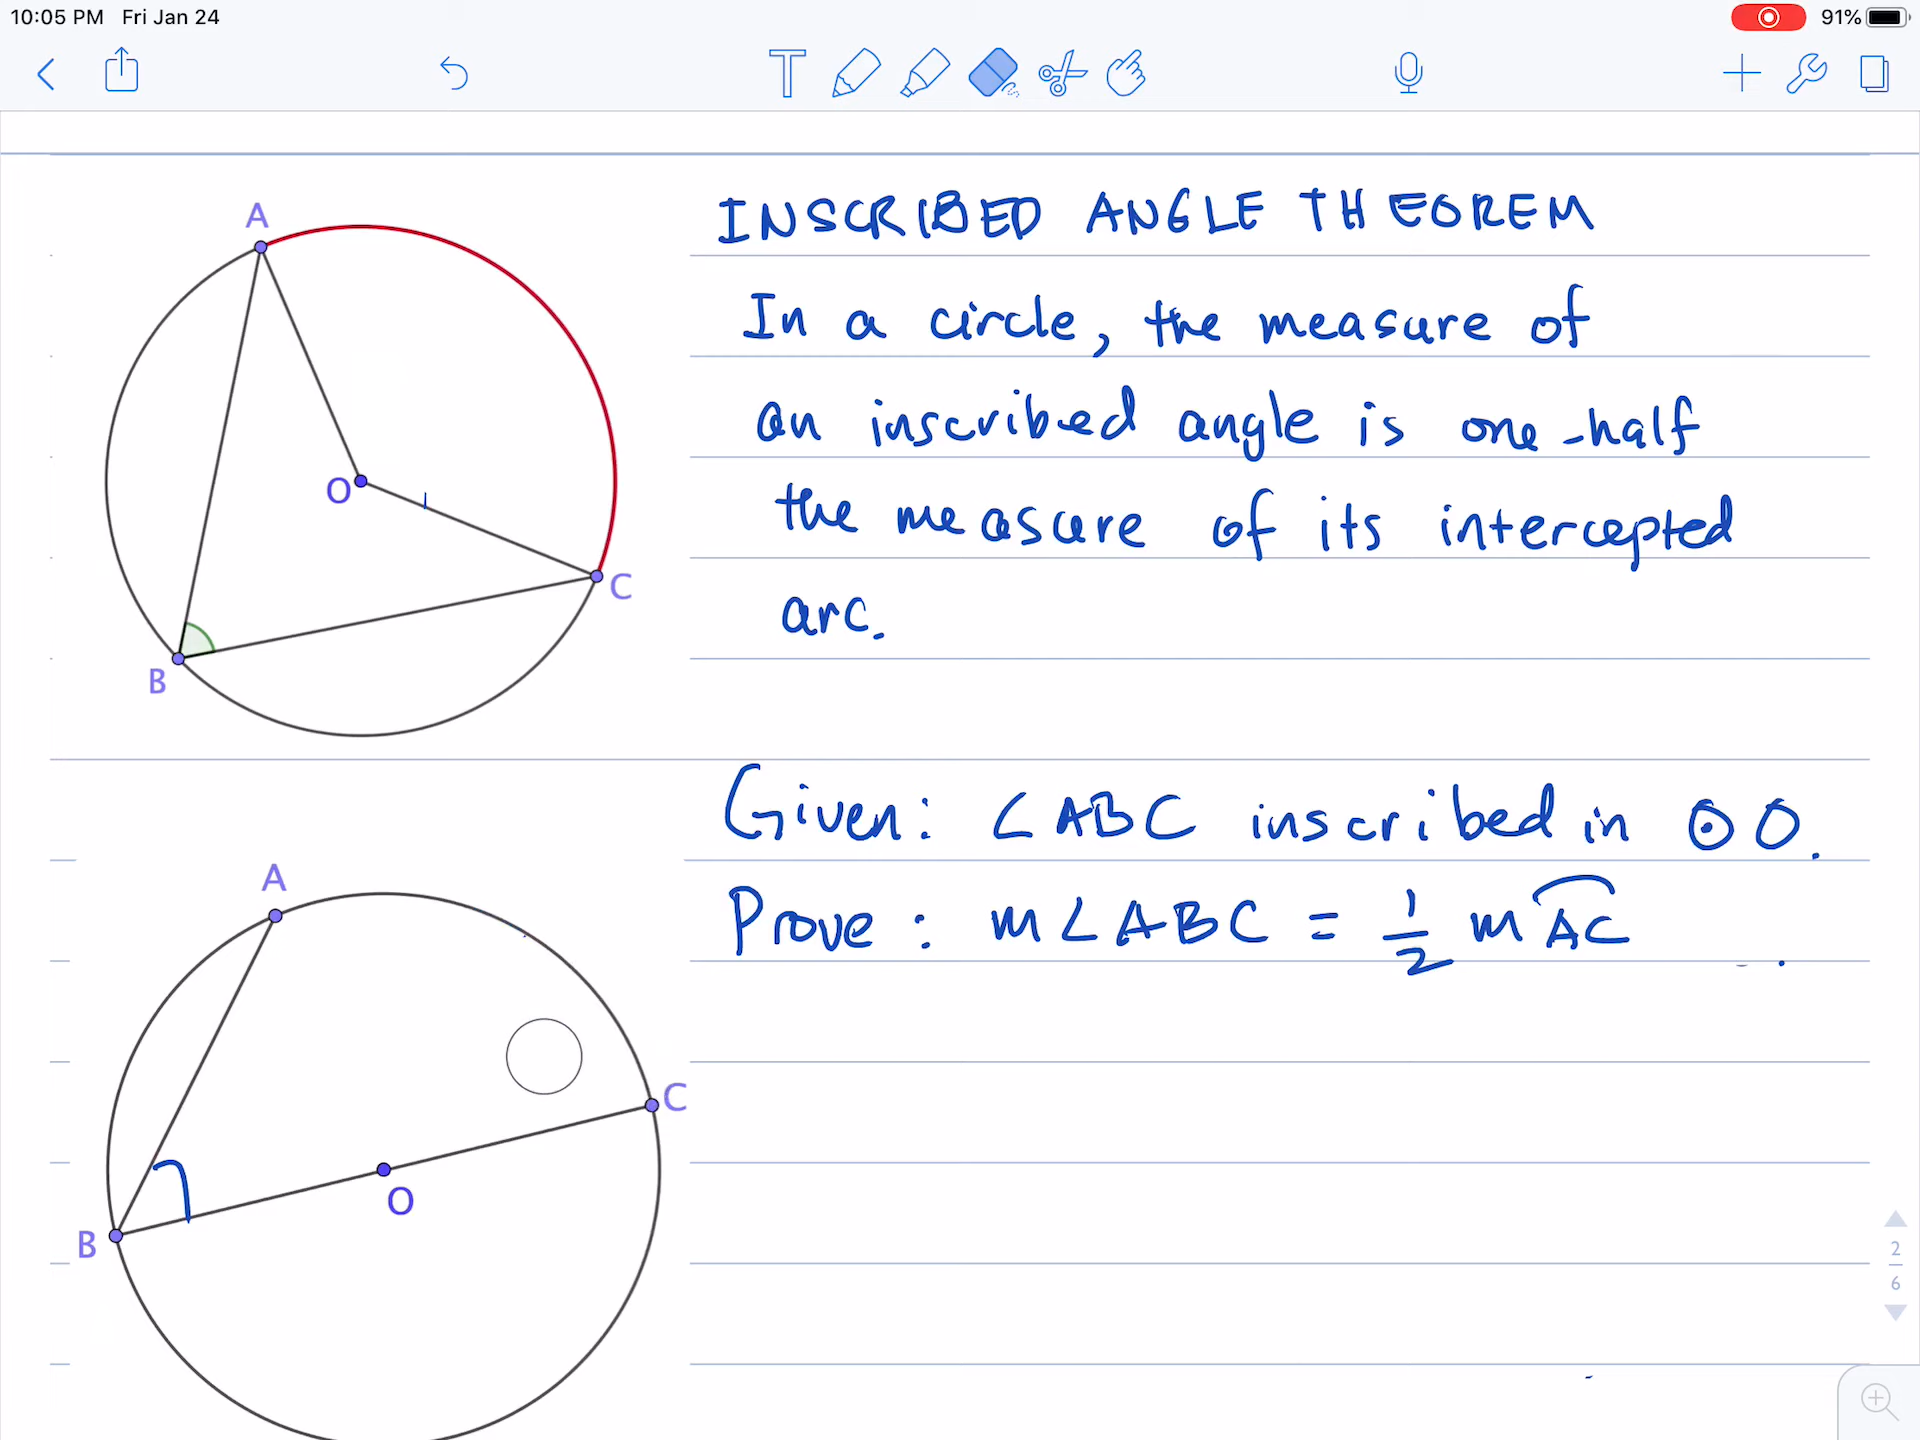 10:05 PM Fri Jan 24
91%
T
A
O
C
B
INSCRIBED ANGLE THEOREM
In a circle, the measure of
an inscribed angle is one-half
the measure of its intercepted
arc.
Given: ∠ABC inscribed in ⊙O.
Prove: m∠ABC = 1/2 m⌒AC
A
C
O
B
2
6